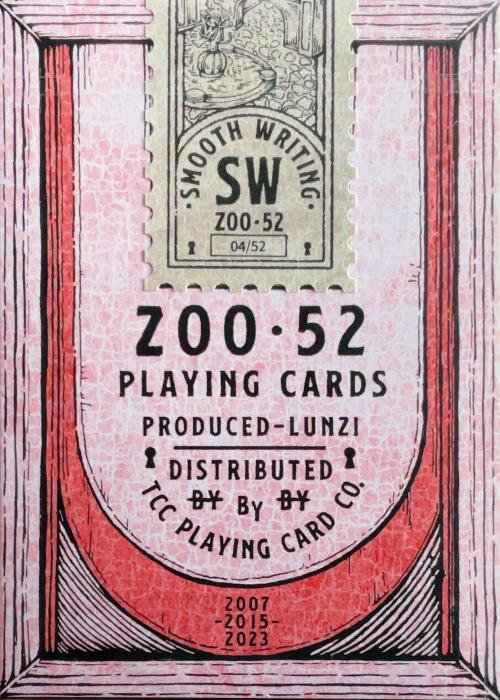 ·SMOOTH WRITING·
SW
ZOO·52
04/52
ZOO·52
PLAYING CARDS
PRODUCED-LUNZI
DISTRIBUTED
BY By BY
TCC PLAYING CARD CO.
2007
-2015-
2023